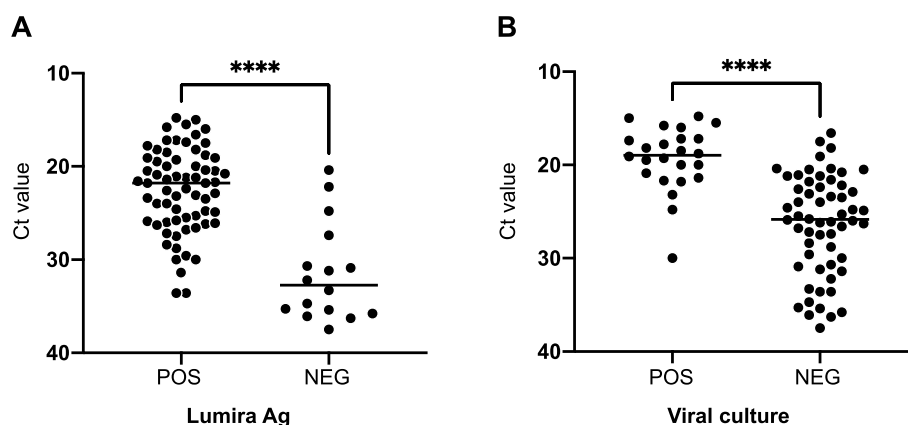 A
Ct value
10
20
30
40
****
POS NEG
Lumira Ag
B
Ct value
10
20
30
40
****
POS NEG
Viral culture